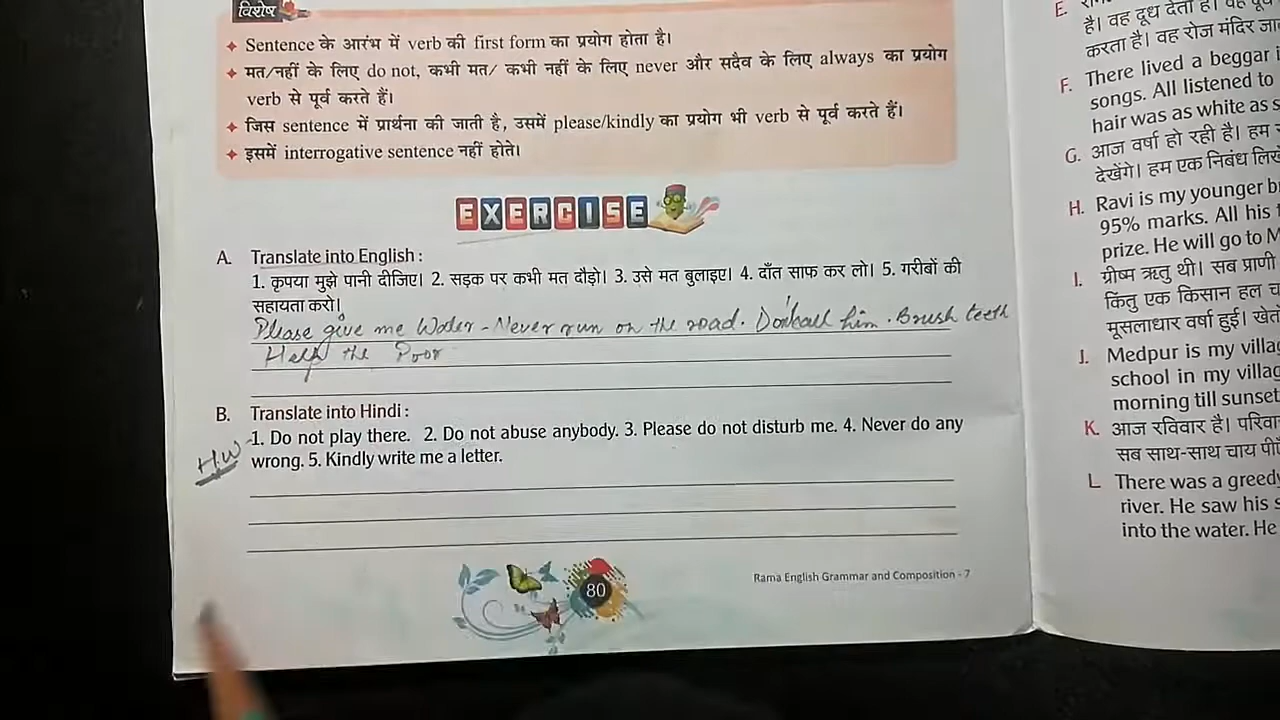 विशेष
✦ Sentence के आरंभ में verb की first form का प्रयोग होता है।
✦ मत/नहीं के लिए do not, कभी मत/ कभी नहीं के लिए never और सदैव के लिए always का प्रयोग
verb से पूर्व करते हैं।
✦ जिस sentence में प्रार्थना की जाती है, उसमें please/kindly का प्रयोग भी verb से पूर्व करते हैं।
✦ इसमें interrogative sentence नहीं होते।
EXERCISE
A. Translate into English :
1. कृपया मुझे पानी दीजिए। 2. सड़क पर कभी मत दौड़ो। 3. उसे मत बुलाइए। 4. दाँत साफ कर लो। 5. गरीबों की
सहायता करो।
Please give me Water - Never run on the road. Don'tcall him . Brush teeth
Help the Poor
B. Translate into Hindi :
H.W
1. Do not play there. 2. Do not abuse anybody. 3. Please do not disturb me. 4. Never do any
wrong. 5. Kindly write me a letter.
80
Rama English Grammar and Composition - 7
E.
है। वह दूध देता है। वह
करता है। वह रोज मंदिर
F. There lived a beggar
songs. All listened to
hair was as white as
G. आज वर्षा हो रही है। हम
देखेंगे। हम एक निबंध
H. Ravi is my younger
95% marks. All his
prize. He will go to
I. ग्रीष्म ऋतु थी। सब प्राणी
किंतु एक किसान हल
मूसलाधार वर्षा हुई।
J. Medpur is my
school in my
morning till sunset
K. आज रविवार है।
सब साथ-साथ चाय
L There was a
river. He saw his
into the water. He